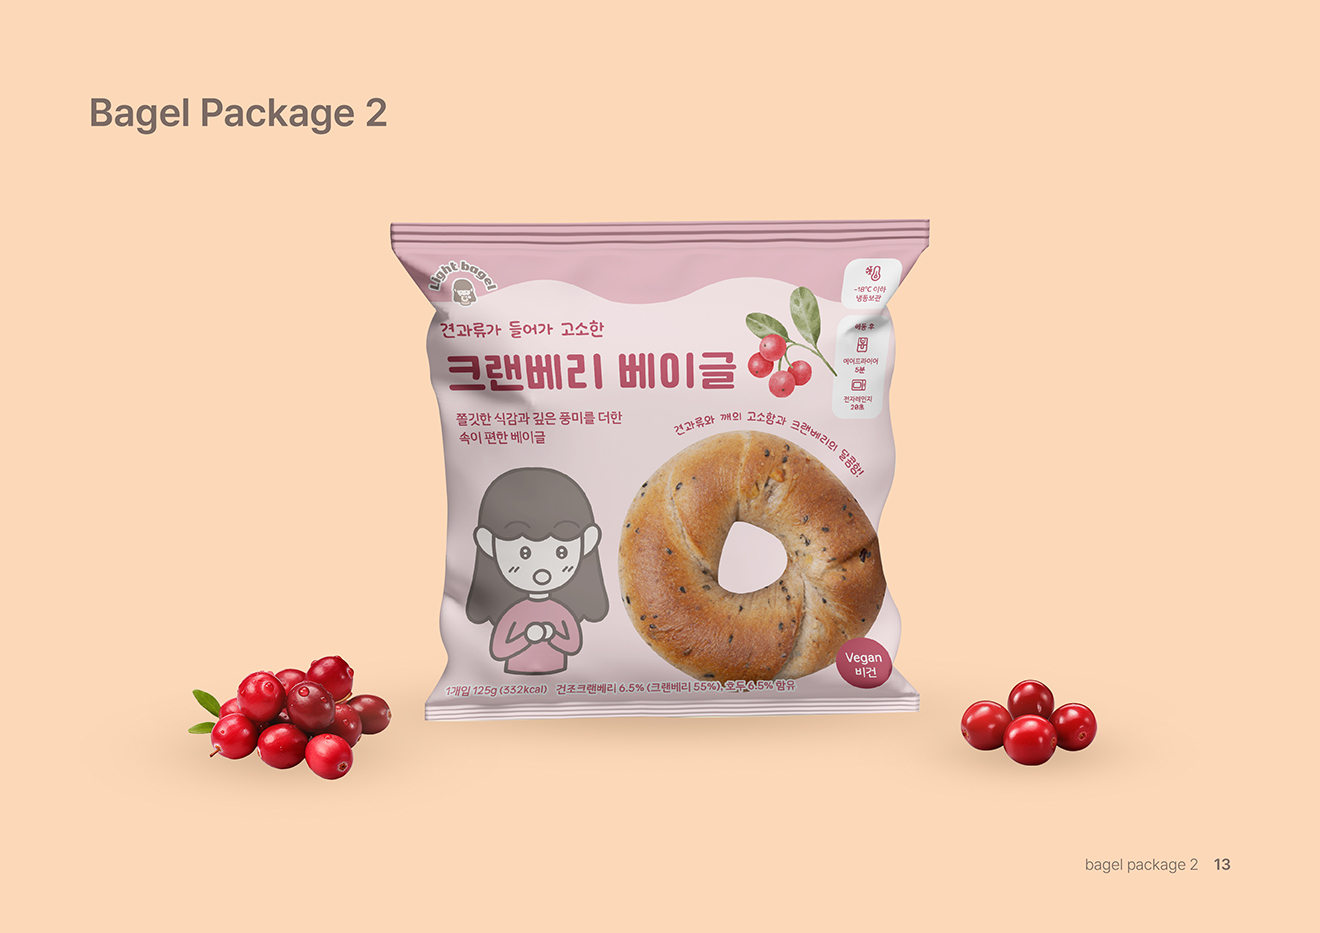 Bagel Package 2
Light bagel
-18℃ 이하
냉동보관
해동 후
에어프라이어
5분
전자레인지
20초
견과류가 들어가 고소한
크랜베리 베이글
쫄깃한 식감과 깊은 풍미를 더한
속이 편한 베이글
견과류와 깨의 고소함과 크랜베리의 달콤함!
Vegan
비건
1개입 125g (332kcal) 건조크랜베리 6.5% (크랜베리 55%), 호두 6.5% 함유
bagel package 2 13